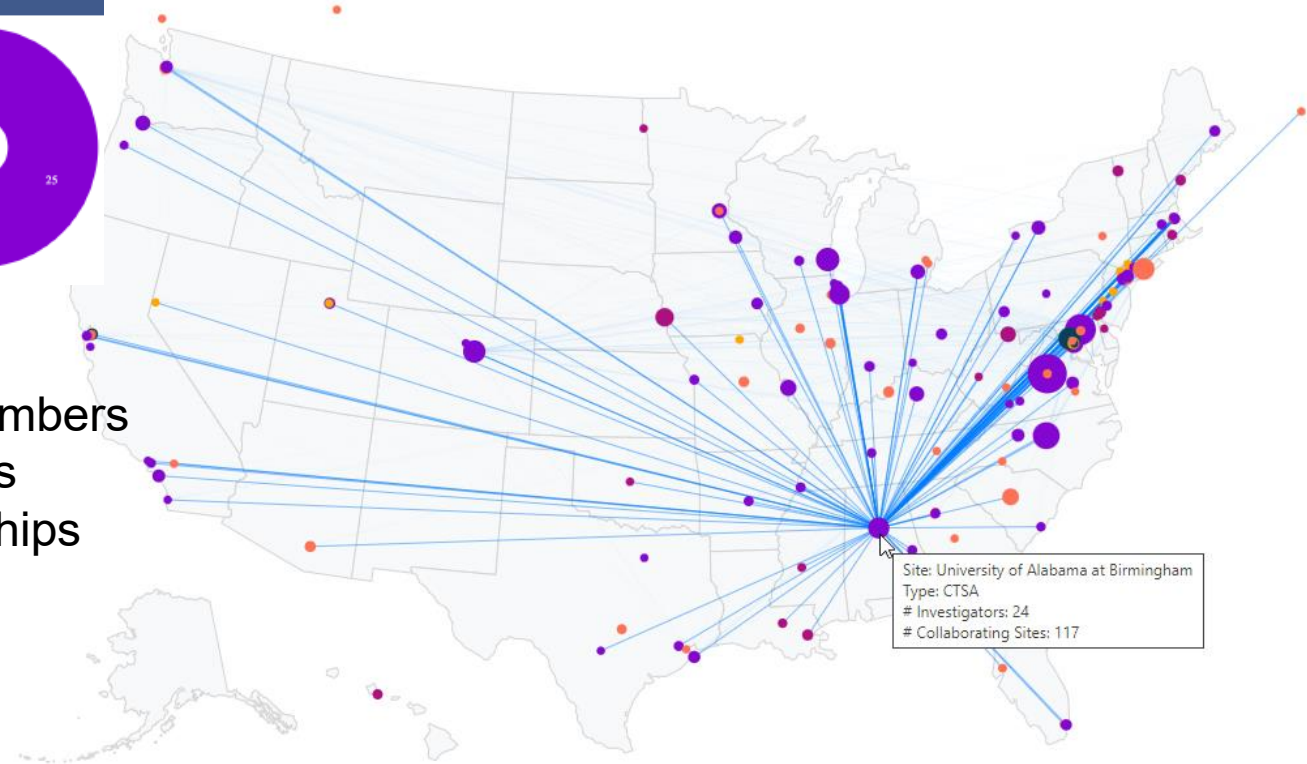 25
mbers
s
hips
Site: University of Alabama at Birmingham
Type: CTSA
# Investigators: 24
# Collaborating Sites: 117